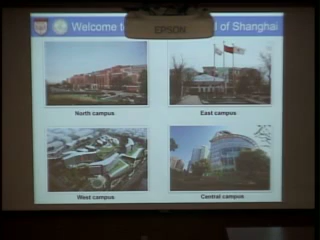 Welcome t
EPSON
l of Shanghai
North campus
East campus
West campus
Central campus